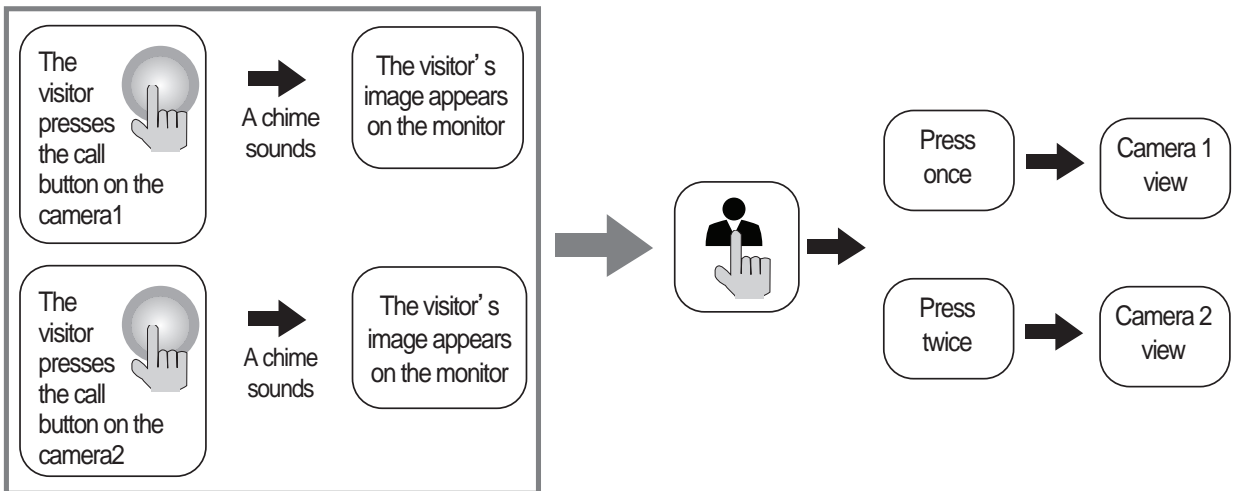 The
visitor
presses
the call
button on the
camera1
A chime
sounds
The visitor’s
image appears
on the monitor
The
visitor
presses
the call
button on the
camera2
A chime
sounds
The visitor’s
image appears
on the monitor
Press
once
Camera 1
view
Press
twice
Camera 2
view